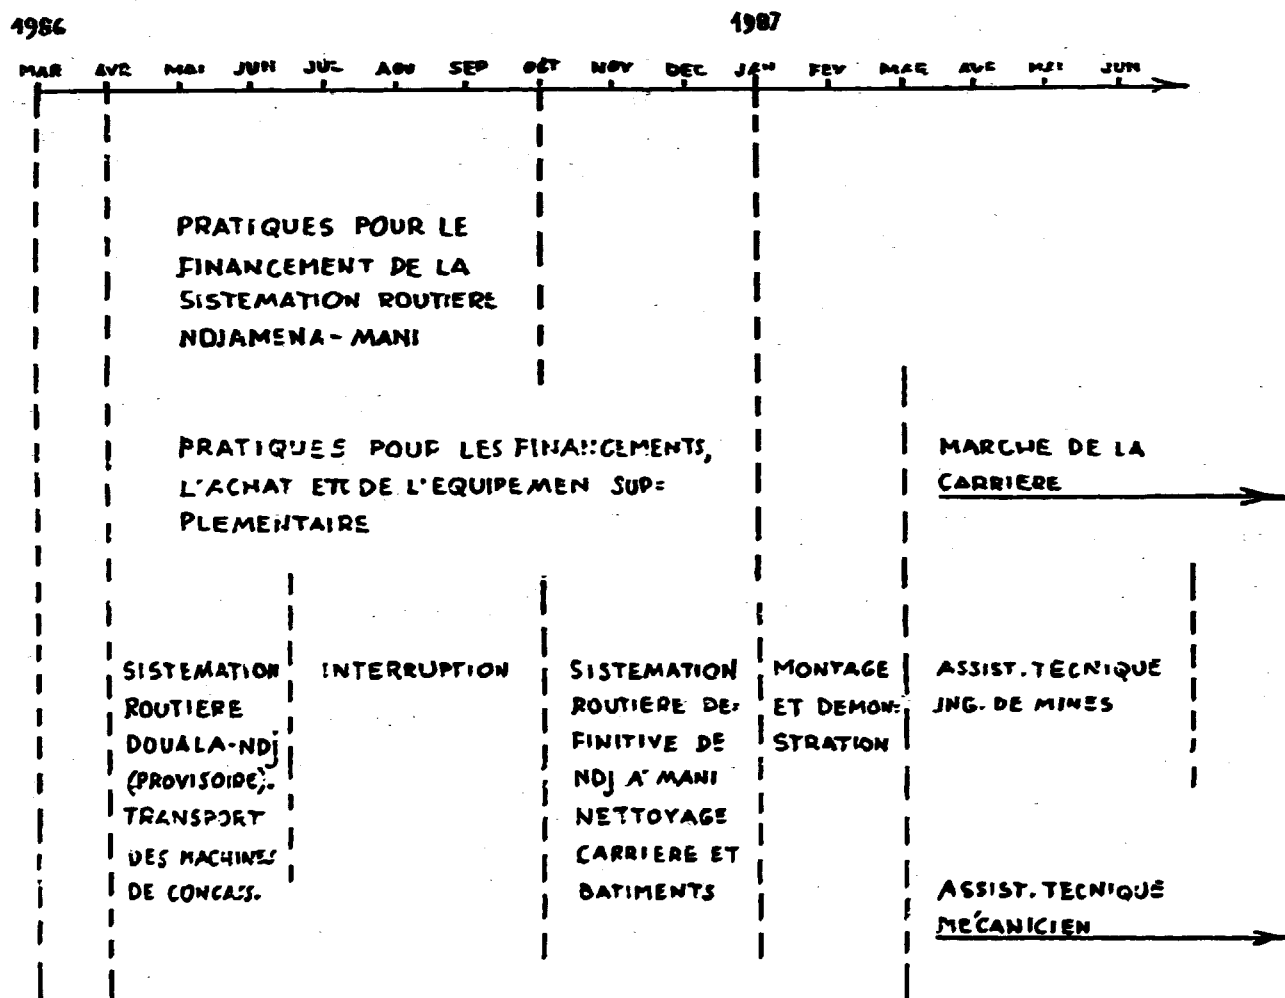 1986 1987
MAR AVR MAI JUN JUL AOU SEP OCT NOV DEC JAN FEV MAR AVR MAI JUN
PRATIQUES POUR LE
FINANCEMENT DE LA
SISTEMATION ROUTIERE
NDJAMENA-MANI
PRATIQUES POUR LES FINANCEMENTS,
L'ACHAT ETC DE L'EQUIPEMEN SUP=
PLEMENTAIRE
MARCHE DE LA
CARRIERE
SISTEMATION
ROUTIERE
DOUALA-NDj
(PROVISOIRE).
TRANSPORT
DES MACHINES
DE CONCAS.
INTERRUPTION
SISTEMATION
ROUTIERE DE=
FINITIVE DE
NDj A' MANI
NETTOYAGE
CARRIERE ET
BATIMENTS
MONTAGE
ET DEMON=
STRATION
ASSIST. TECNIQUE
ING. DE MINES
ASSIST. TECNIQUE
MÉCANICIEN